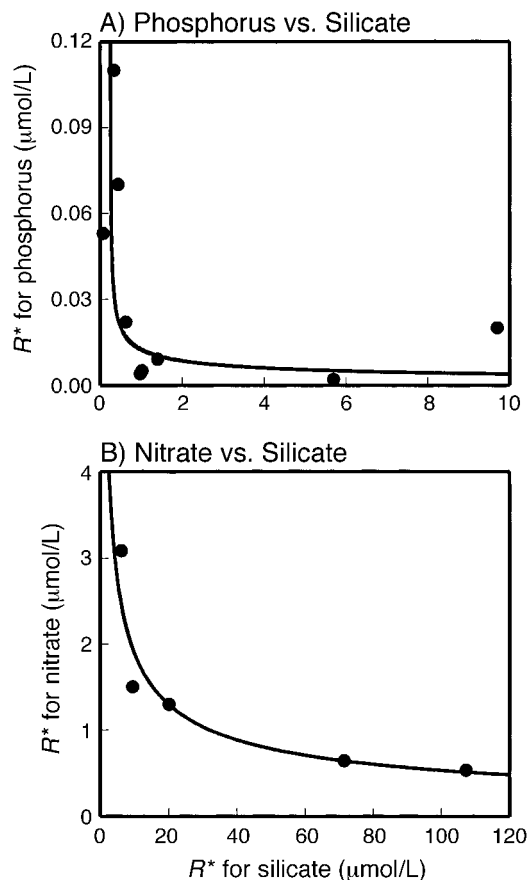 A) Phosphorus vs. Silicate
R* for phosphorus (μmol/L)
0.12
0.09
0.06
0.03
0.00
0 2 4 6 8 10
B) Nitrate vs. Silicate
R* for nitrate (μmol/L)
4
3
2
1
0
0 20 40 60 80 100 120
R* for silicate (μmol/L)